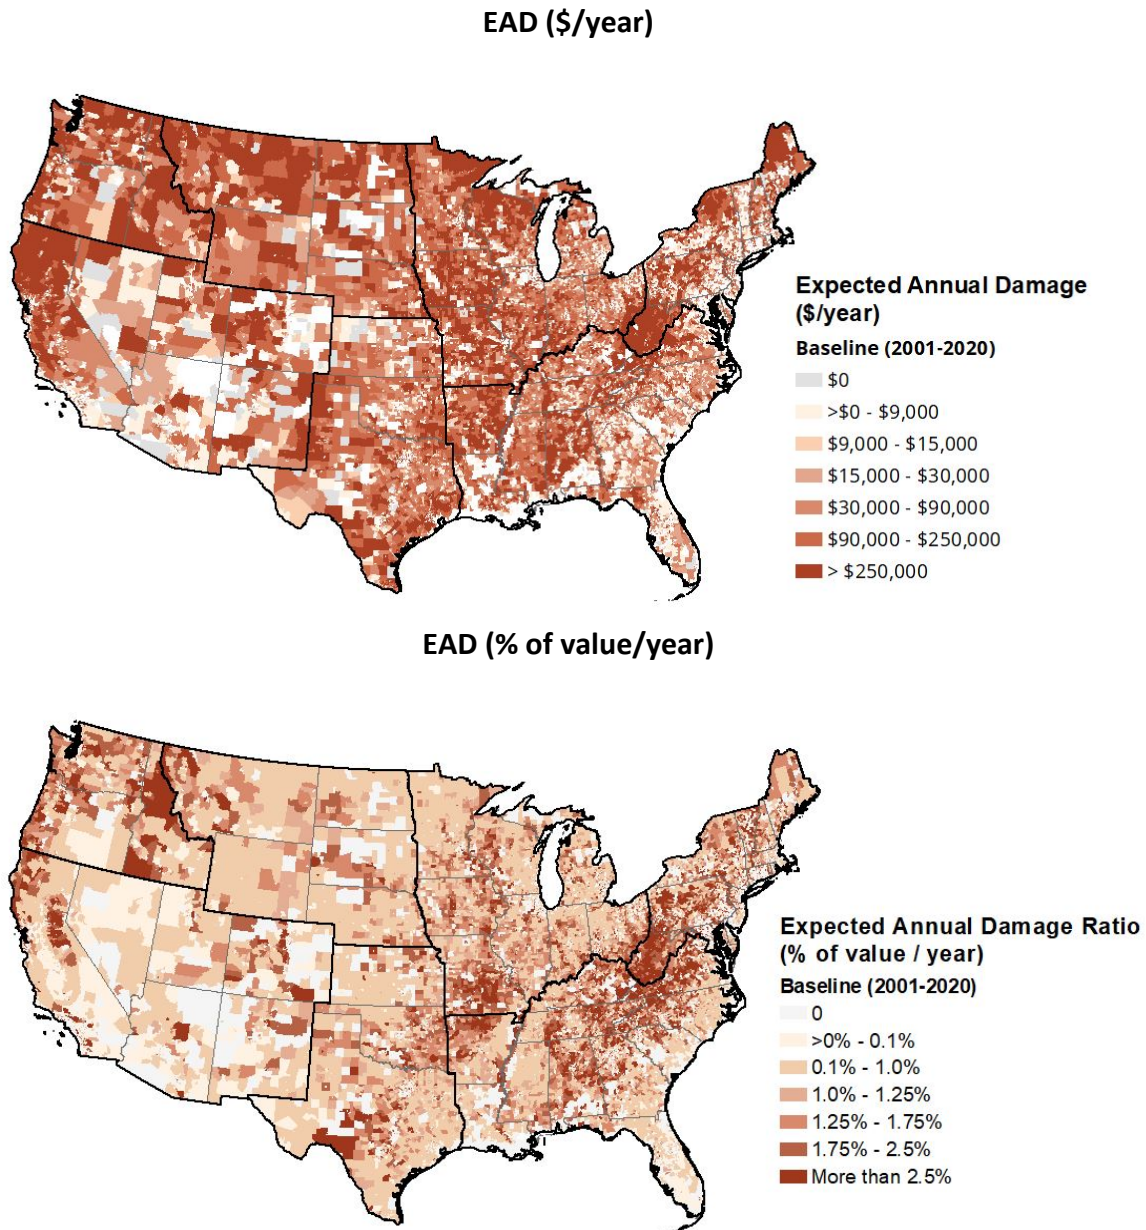 EAD ($/year)
Expected Annual Damage
($/year)
Baseline (2001-2020)
$0
>$0 - $9,000
$9,000 - $15,000
$15,000 - $30,000
$30,000 - $90,000
$90,000 - $250,000
> $250,000
EAD (% of value/year)
Expected Annual Damage Ratio
(% of value / year)
Baseline (2001-2020)
0
>0% - 0.1%
0.1% - 1.0%
1.0% - 1.25%
1.25% - 1.75%
1.75% - 2.5%
More than 2.5%